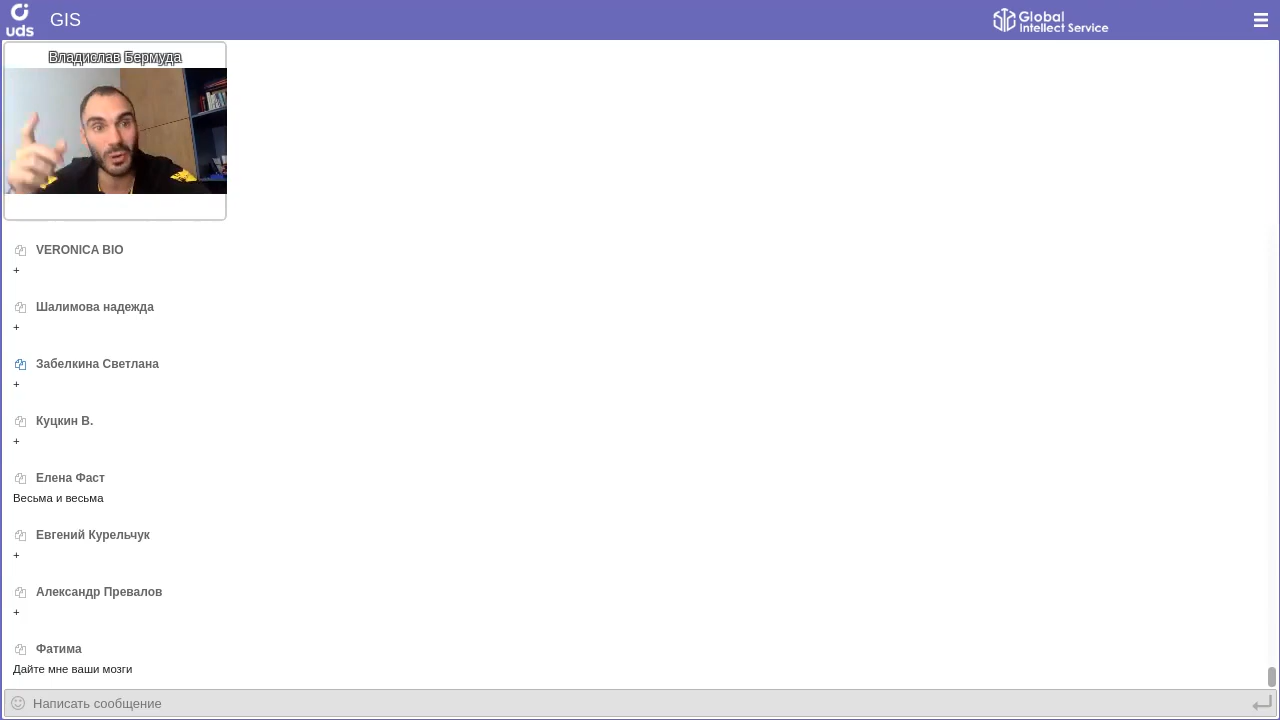 uds
GIS
Global
Intellect Service
Владислав Бермуда
VERONICA BIO
+
Шалимова надежда
+
Забелкина Светлана
+
Куцкин В.
+
Елена Фаст
Весьма и весьма
Евгений Курельчук
+
Александр Превалов
+
Фатима
Дайте мне ваши мозги
Написать сообщение